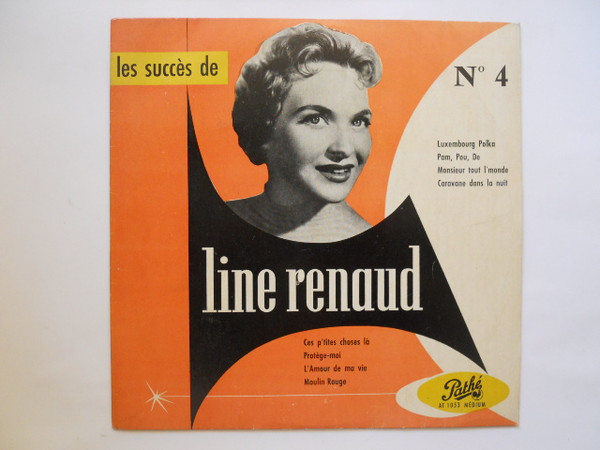 les succès de
N° 4
Luxembourg Polka
Pam, Pou, De
Monsieur tout l'monde
Caravane dans la nuit
line renaud
Ces p'tites choses là
Protège-moi
L'Amour de ma vie
Moulin Rouge
Pathé
AT 1053 MEDIUM